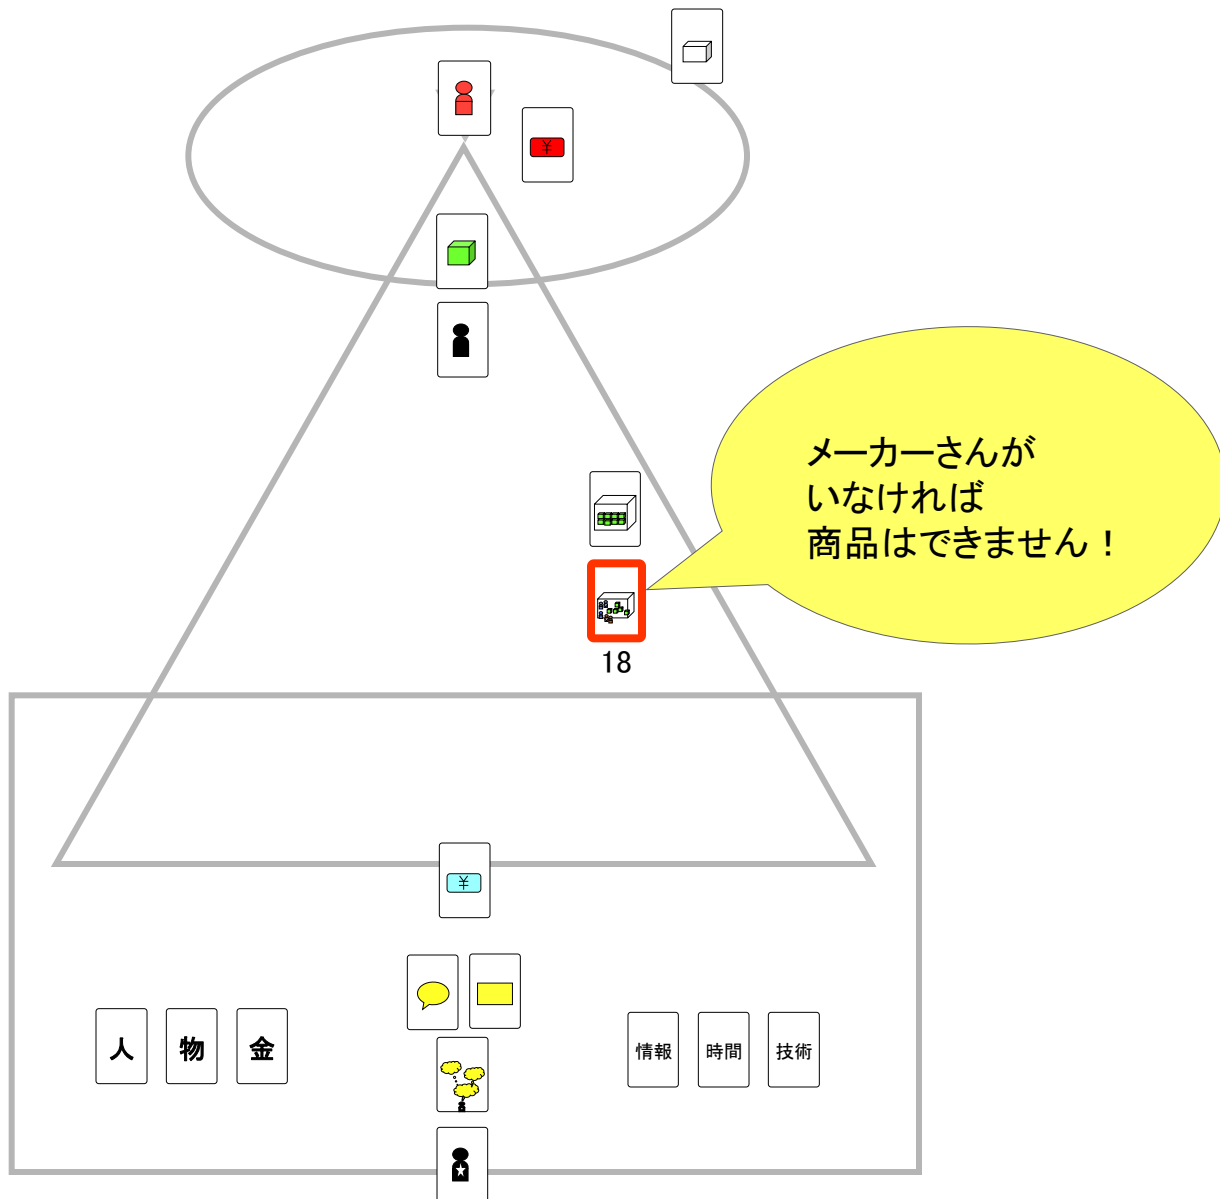 ¥
¥
メーカーさんが
いなければ
商品はできません！
18
¥
人 物 金
情報 時間 技術